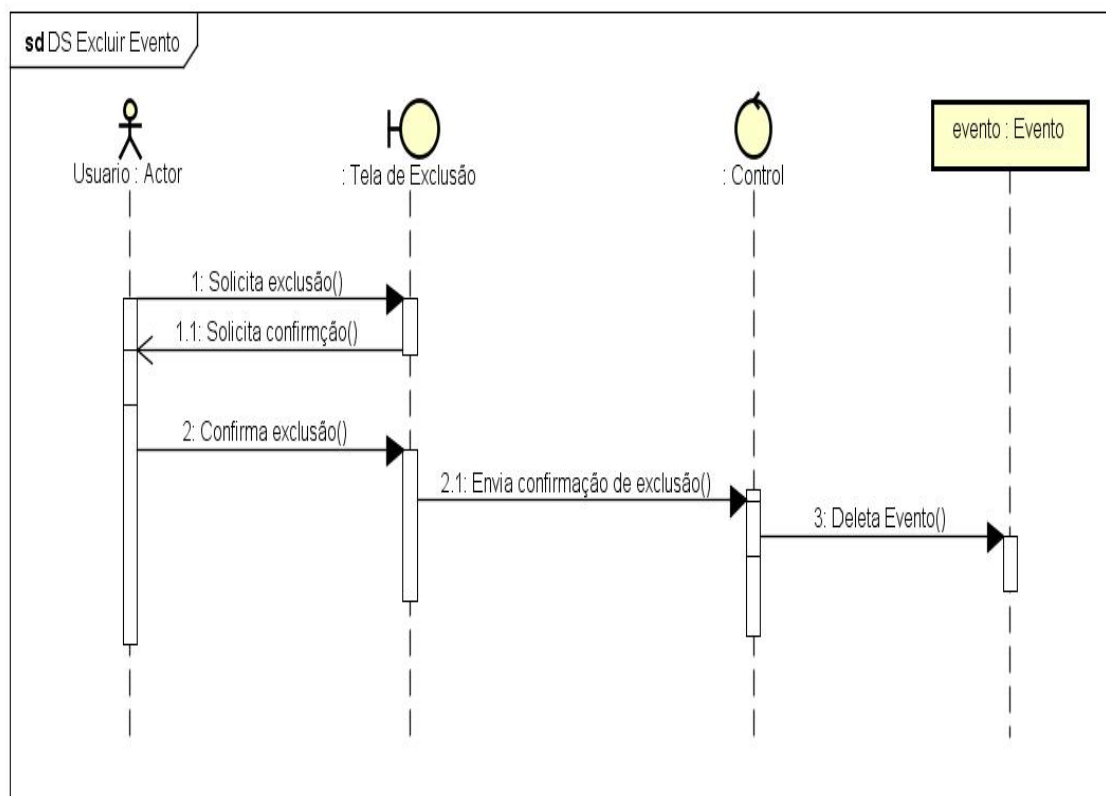 sd DS Excluir Evento
Usuario : Actor
: Tela de Exclusão
: Control
evento : Evento
1: Solicita exclusão()
1.1: Solicita confirmção()
2: Confirma exclusão()
2.1: Envia confirmação de exclusão()
3: Deleta Evento()